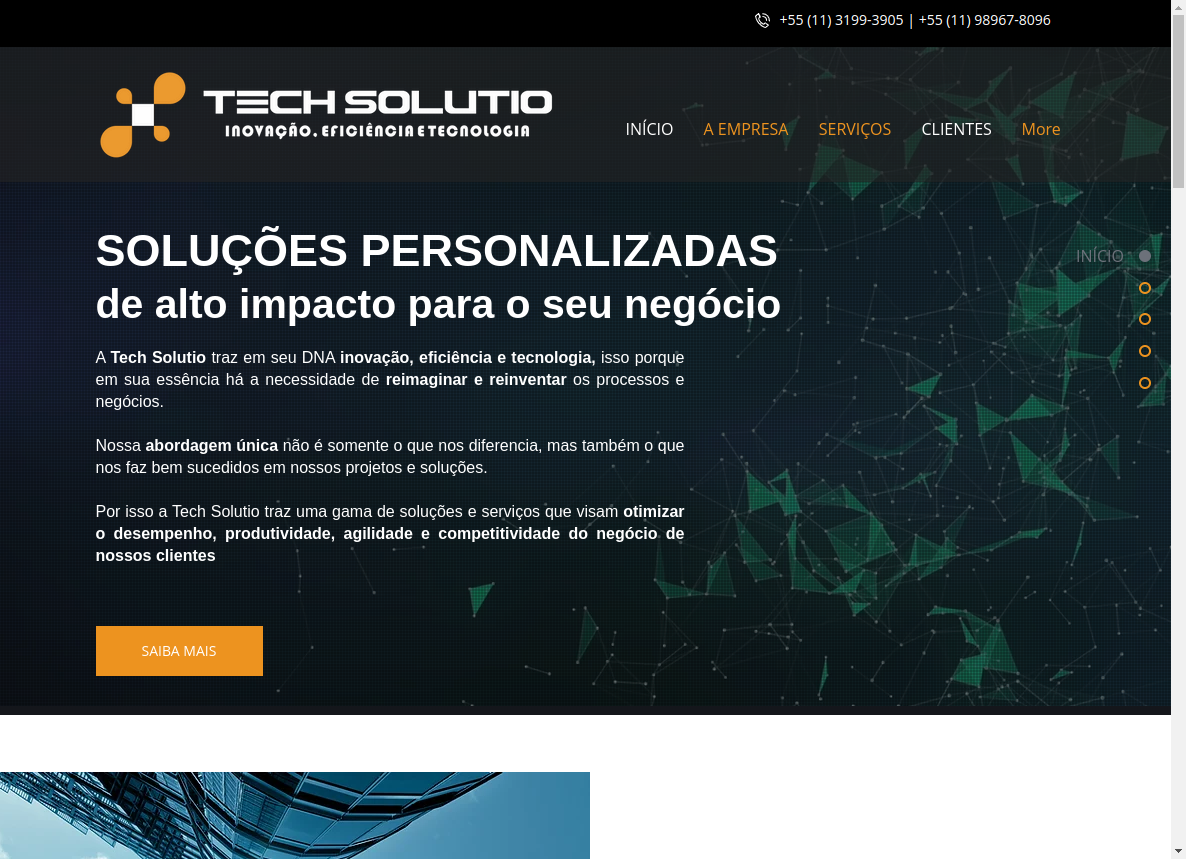 +55 (11) 3199-3905 | +55 (11) 98967-8096
TECH SOLUTIO
INOVAÇÃO, EFICIÊNCIA E TECNOLOGIA
INÍCIO A EMPRESA SERVIÇOS CLIENTES More
SOLUÇÕES PERSONALIZADAS
de alto impacto para o seu negócio
INÍCIO
A Tech Solutio traz em seu DNA inovação, eficiência e tecnologia, isso porque
em sua essência há a necessidade de reimaginar e reinventar os processos e
negócios.
Nossa abordagem única não é somente o que nos diferencia, mas também o que
nos faz bem sucedidos em nossos projetos e soluções.
Por isso a Tech Solutio traz uma gama de soluções e serviços que visam otimizar
o desempenho, produtividade, agilidade e competitividade do negócio de
nossos clientes
SAIBA MAIS